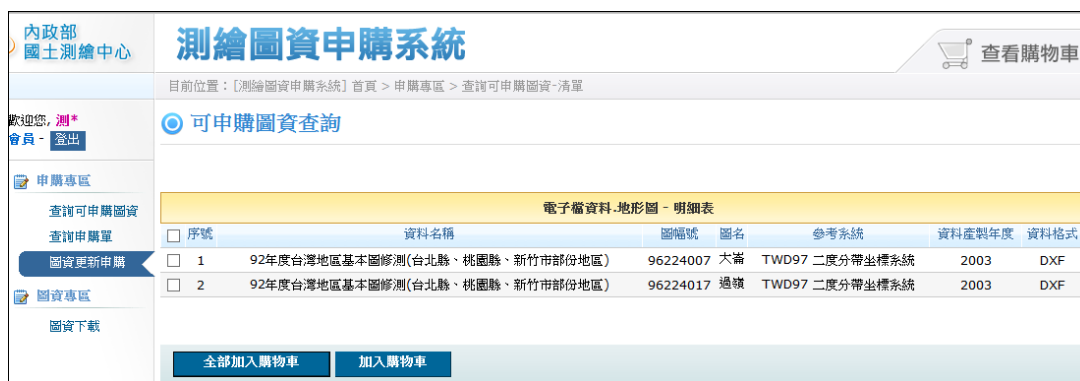 內政部
國土測繪中心
測繪圖資申購系統
查看購物車
目前位置：[測繪圖資申購系統] 首頁 > 申購專區 > 查詢可申購圖資-清單
歡迎您, 測*
會員 - 登出
可申購圖資查詢
申購專區
查詢可申購圖資
查詢申購單
圖資更新申購
圖資專區
圖資下載
電子檔資料.地形圖 - 明細表
序號 資料名稱 圖幅號 圖名 參考系統 資料產製年度 資料格式
1 92年度台灣地區基本圖修測(台北縣、桃園縣、新竹市部份地區) 96224007 大崙 TWD97 二度分帶坐標系統 2003 DXF
2 92年度台灣地區基本圖修測(台北縣、桃園縣、新竹市部份地區) 96224017 過嶺 TWD97 二度分帶坐標系統 2003 DXF
全部加入購物車 加入購物車